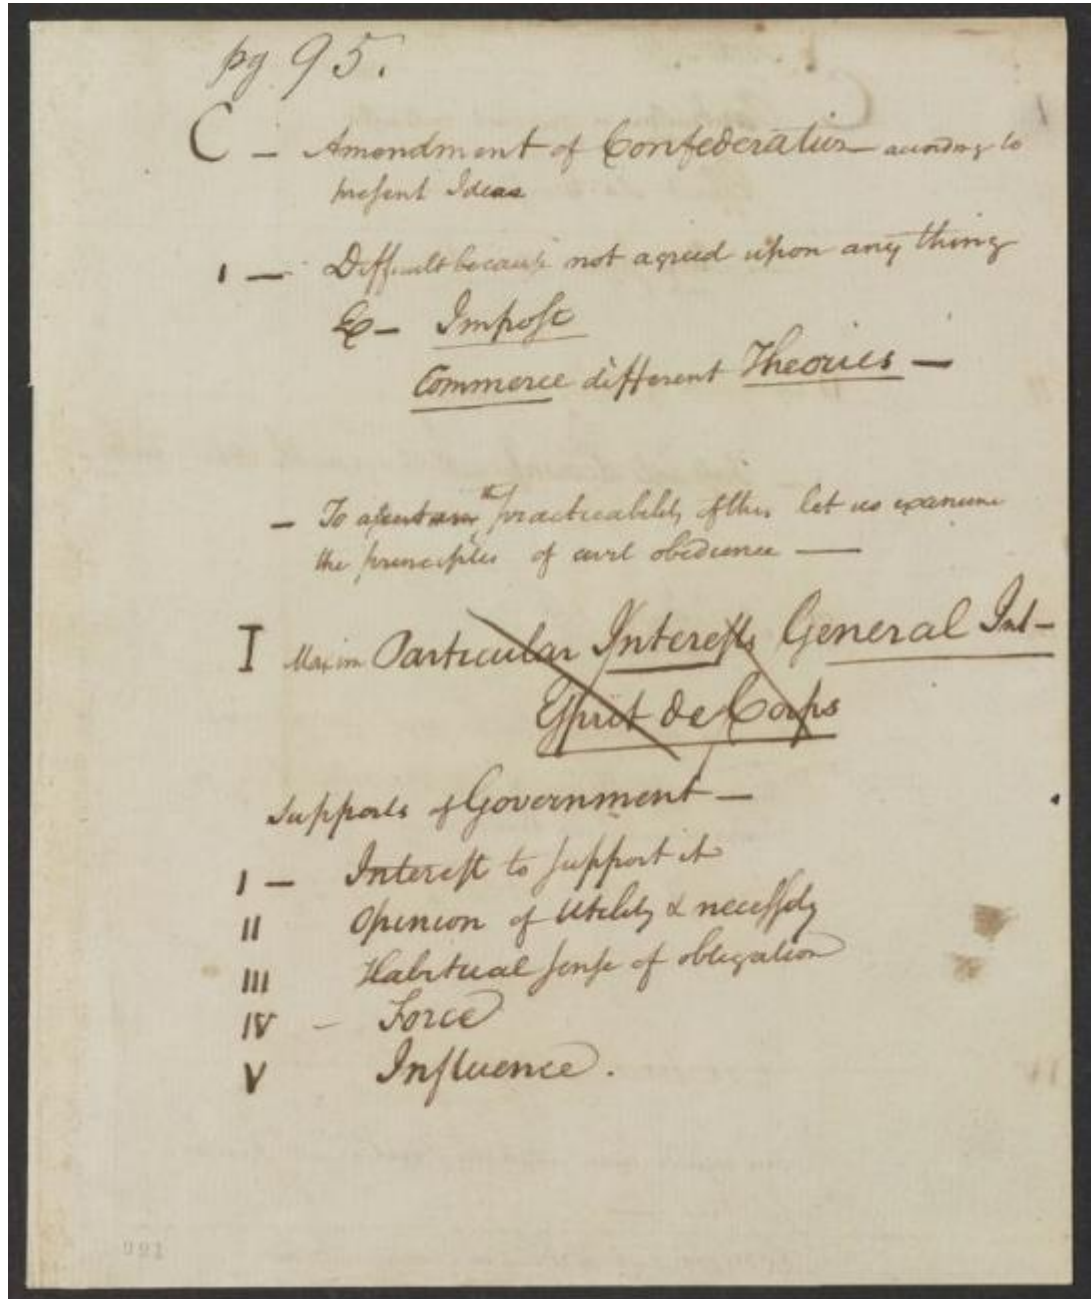 pg. 95.
C — Amendment of Confederation — according to
present Ideas
1 — Difficult because not agreed upon any thing
Ex — Impost
Commerce different Theories —
— To ascertain the practicability of this let us examine
the principles of civil obedience —
I Maxim Particular Interests General Int—
Esprit de Corps
Supports of Government —
I — Interest to support it
II Opinion of Utility & necessity
III Habitual sense of obligation
IV — Force
V Influence.